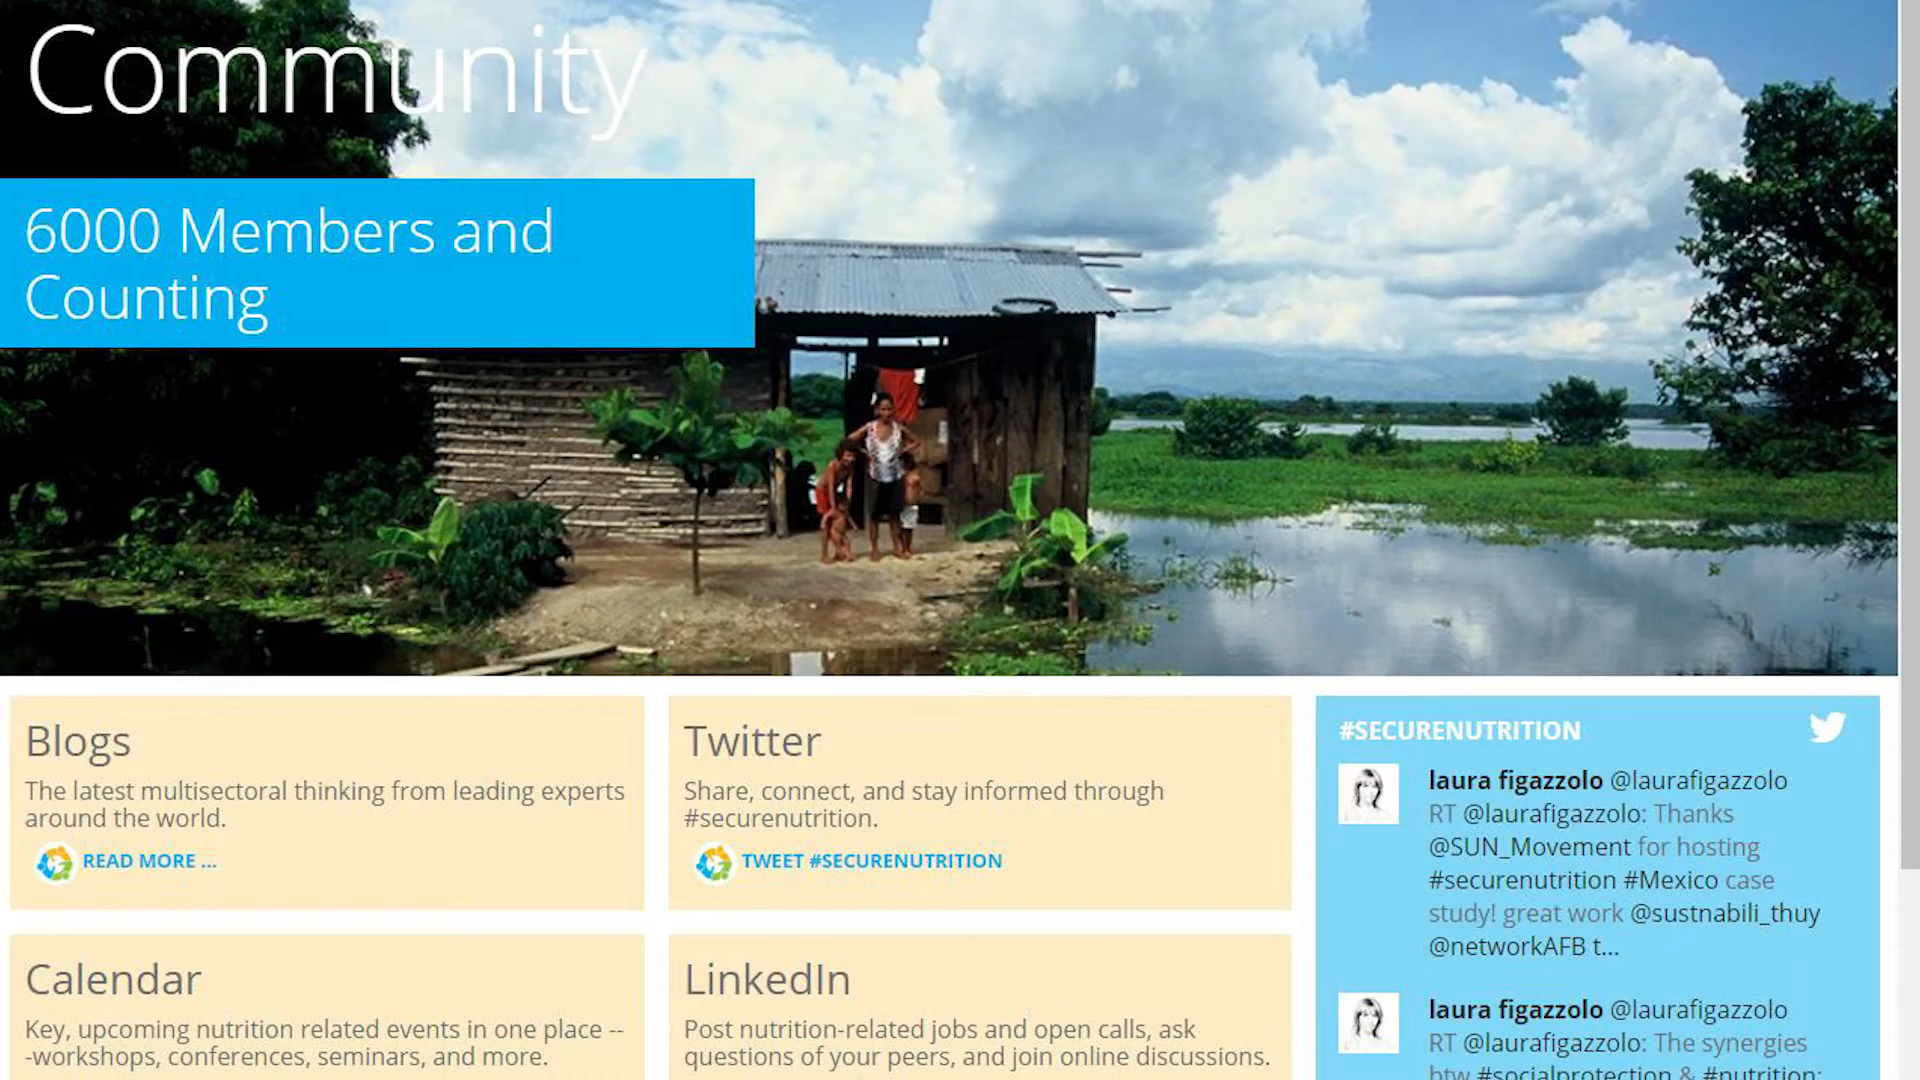 Community
6000 Members and
Counting
Blogs
The latest multisectoral thinking from leading experts
around the world.
READ MORE ...
Twitter
Share, connect, and stay informed through
#securenutrition.
TWEET #SECURENUTRITION
Calendar
Key, upcoming nutrition related events in one place --
-workshops, conferences, seminars, and more.
LinkedIn
Post nutrition-related jobs and open calls, ask
questions of your peers, and join online discussions.
#SECURENUTRITION
laura figazzolo @laurafigazzolo
RT @laurafigazzolo: Thanks
@SUN_Movement for hosting
#securenutrition #Mexico case
study! great work @sustnabili_thuy
@networkAFB t...
laura figazzolo @laurafigazzolo
RT @laurafigazzolo: The synergies
btw #socialprotection & #nutrition: